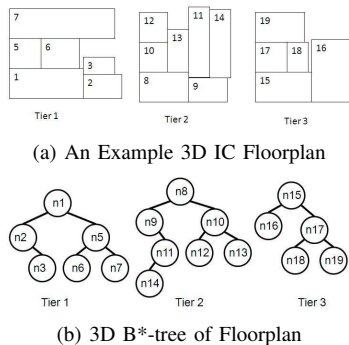 7
5 6
3
1 2
Tier 1
12 11 14
13
10
8 9
Tier 2
19
17 18 16
15
Tier 3
(a) An Example 3D IC Floorplan
n1
n2 n5
n3 n6 n7
Tier 1
n8
n9 n10
n11 n12 n13
n14
Tier 2
n15
n16 n17
n18 n19
Tier 3
(b) 3D B*-tree of Floorplan